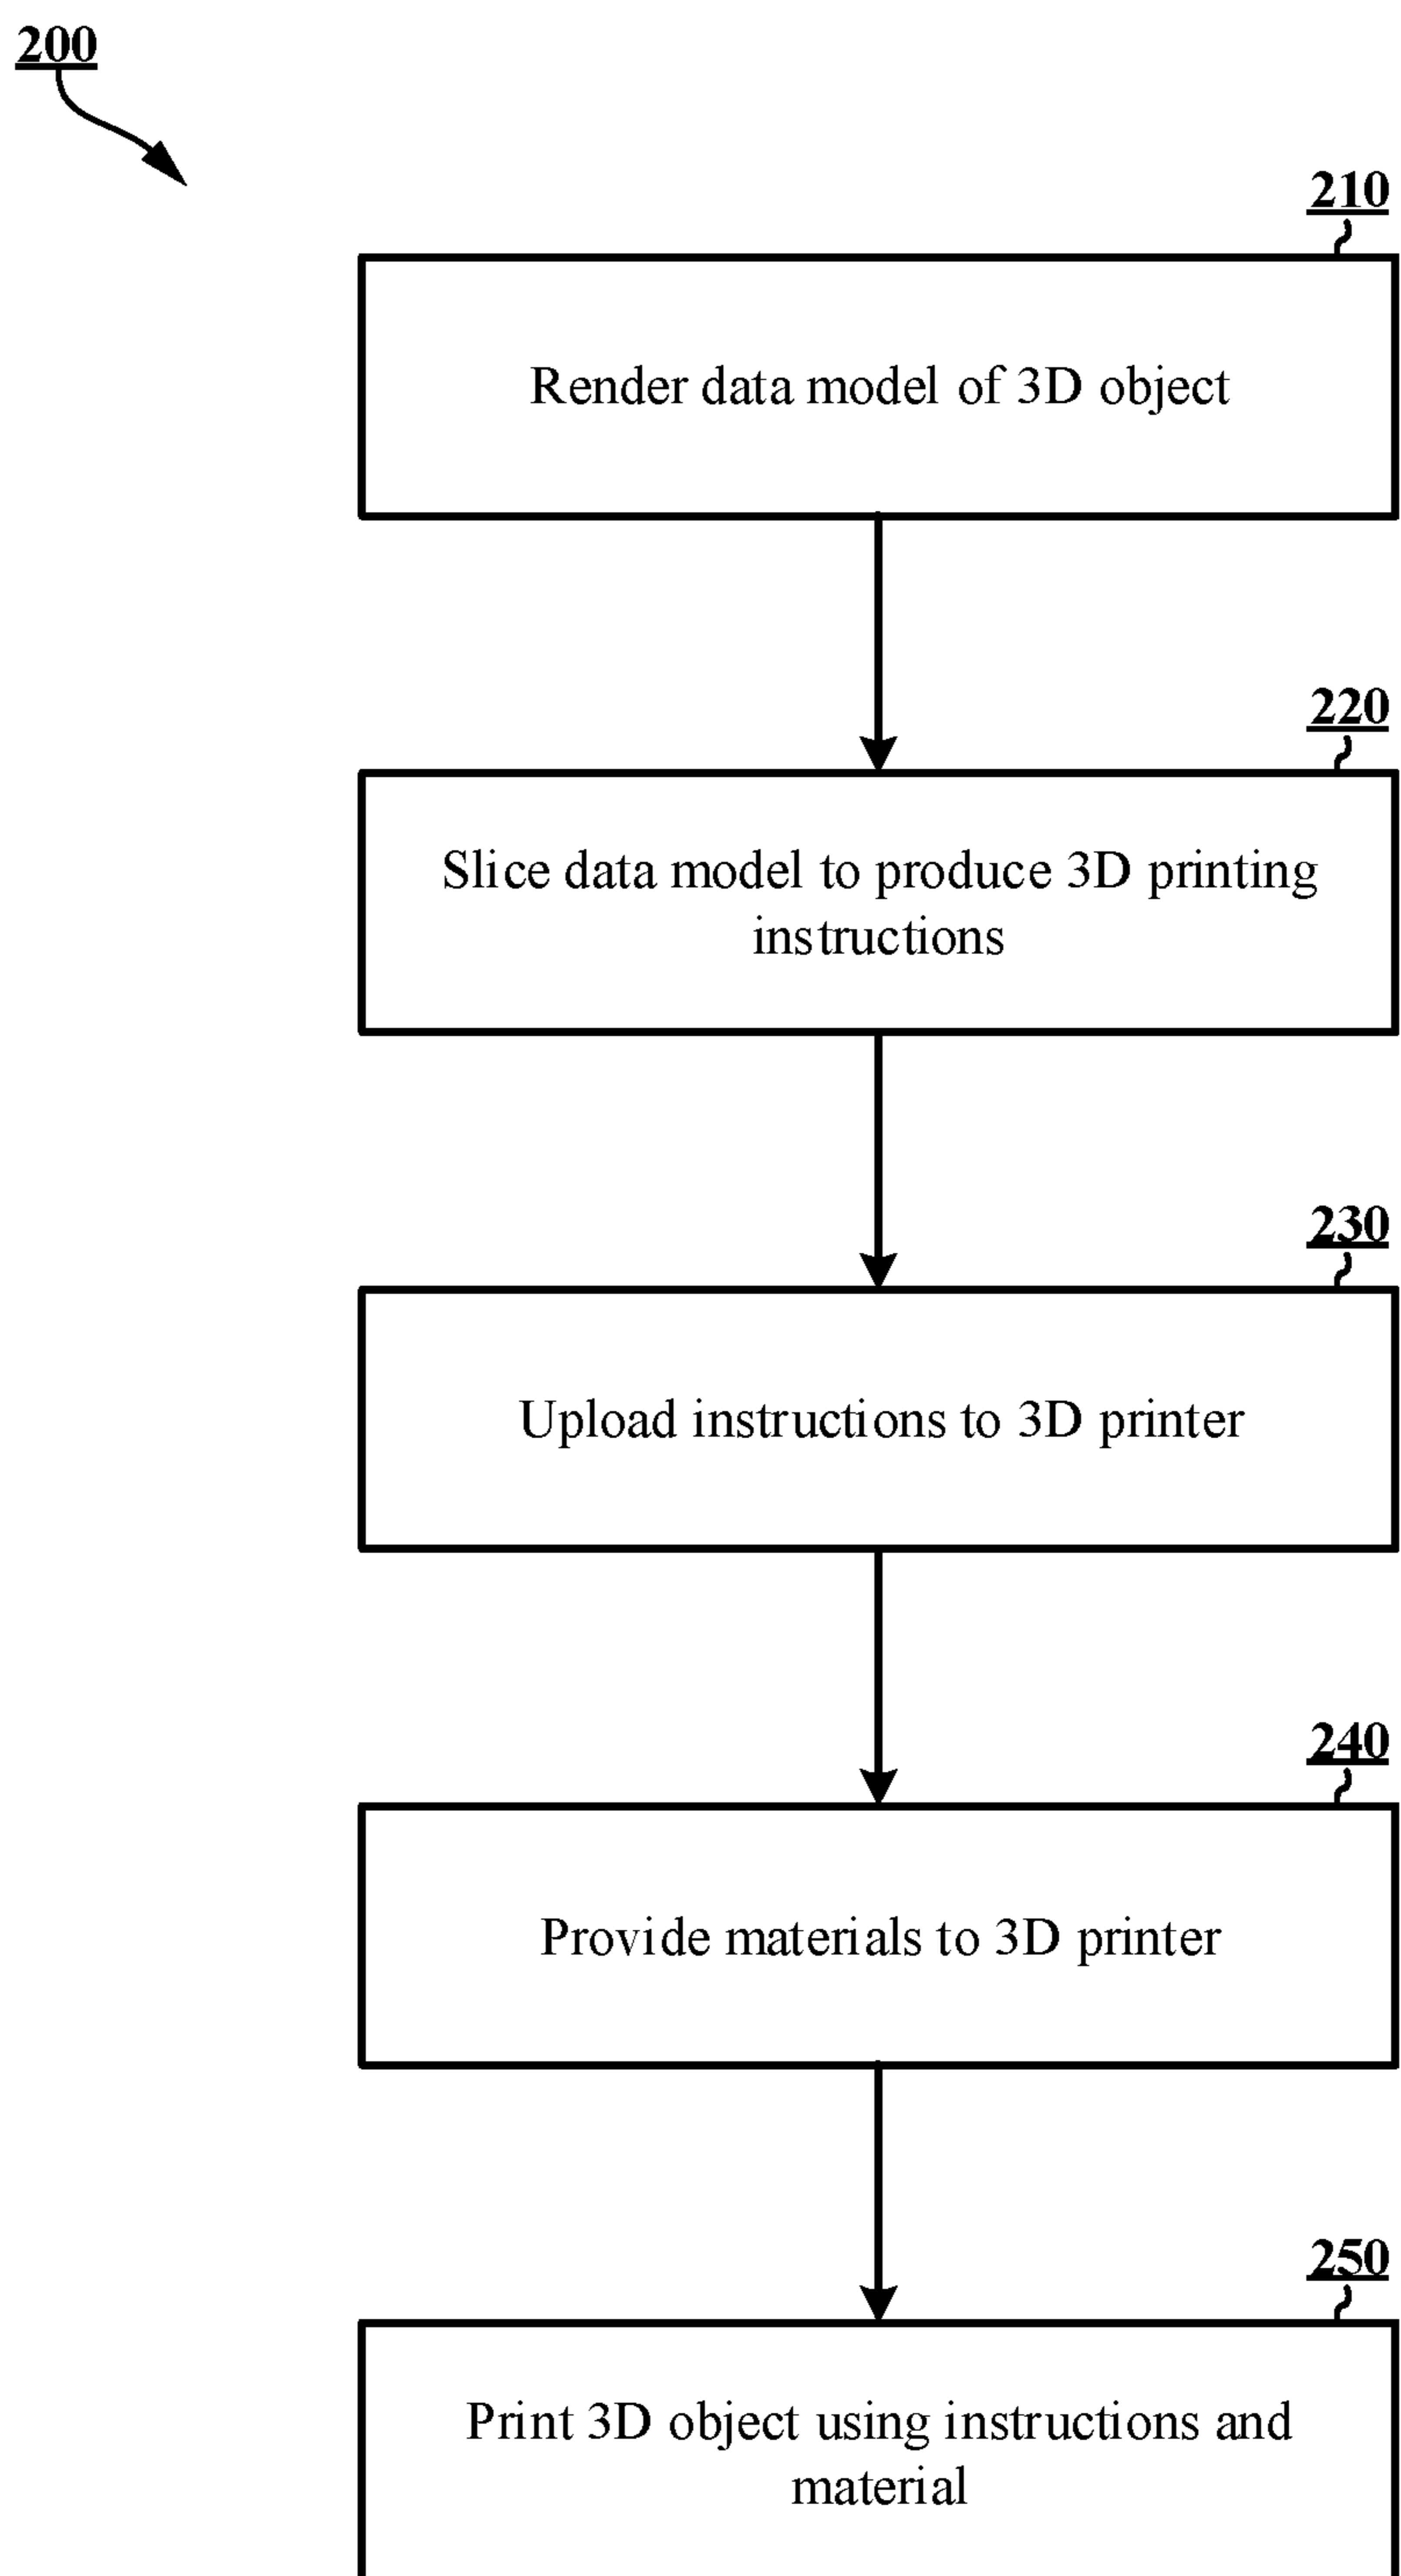 200
210
Render data model of 3D object
220
Slice data model to produce 3D printing
instructions
230
Upload instructions to 3D printer
240
Provide materials to 3D printer
250
Print 3D object using instructions and
material